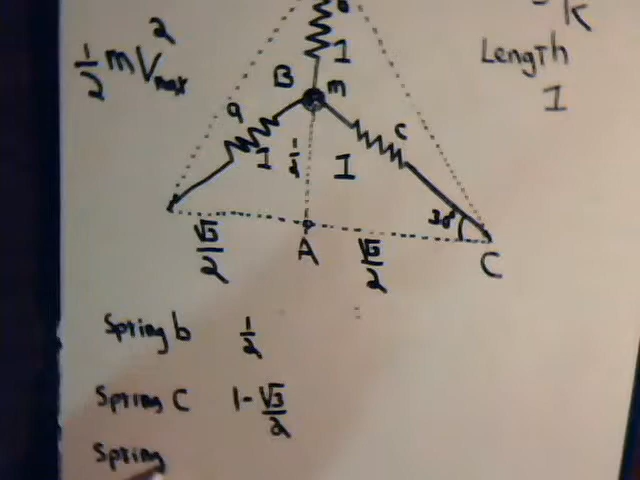 K
1/2 mVmax²
Length
1
1
B
m
a
c
1
1/2
1
30°
√3/2
A
√3/2
C
Spring b 1/2
Spring C 1-√3/2
Spring